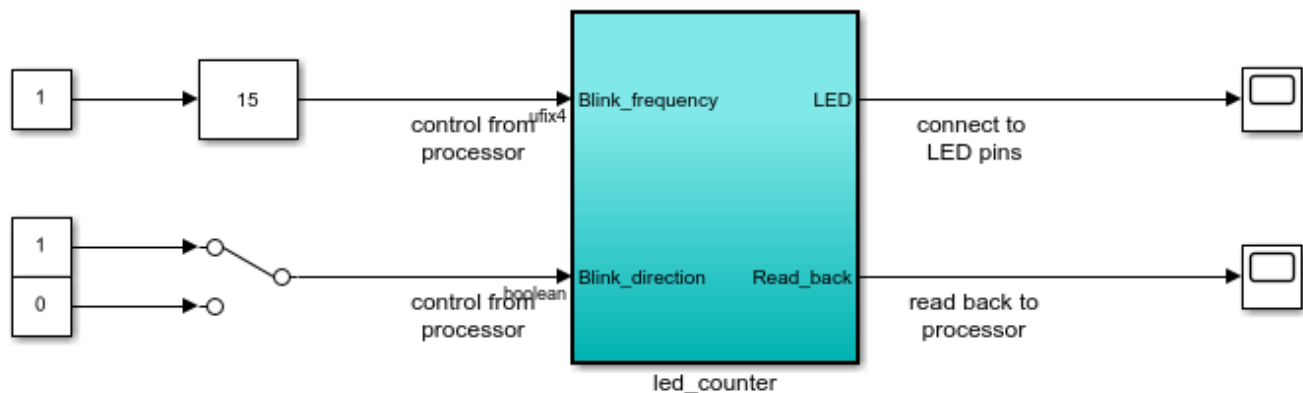 1
15
control from
processor
ufix4
Blink_frequency
LED
connect to
LED pins
1
0
control from
processor
boolean
Blink_direction
Read_back
read back to
processor
led_counter